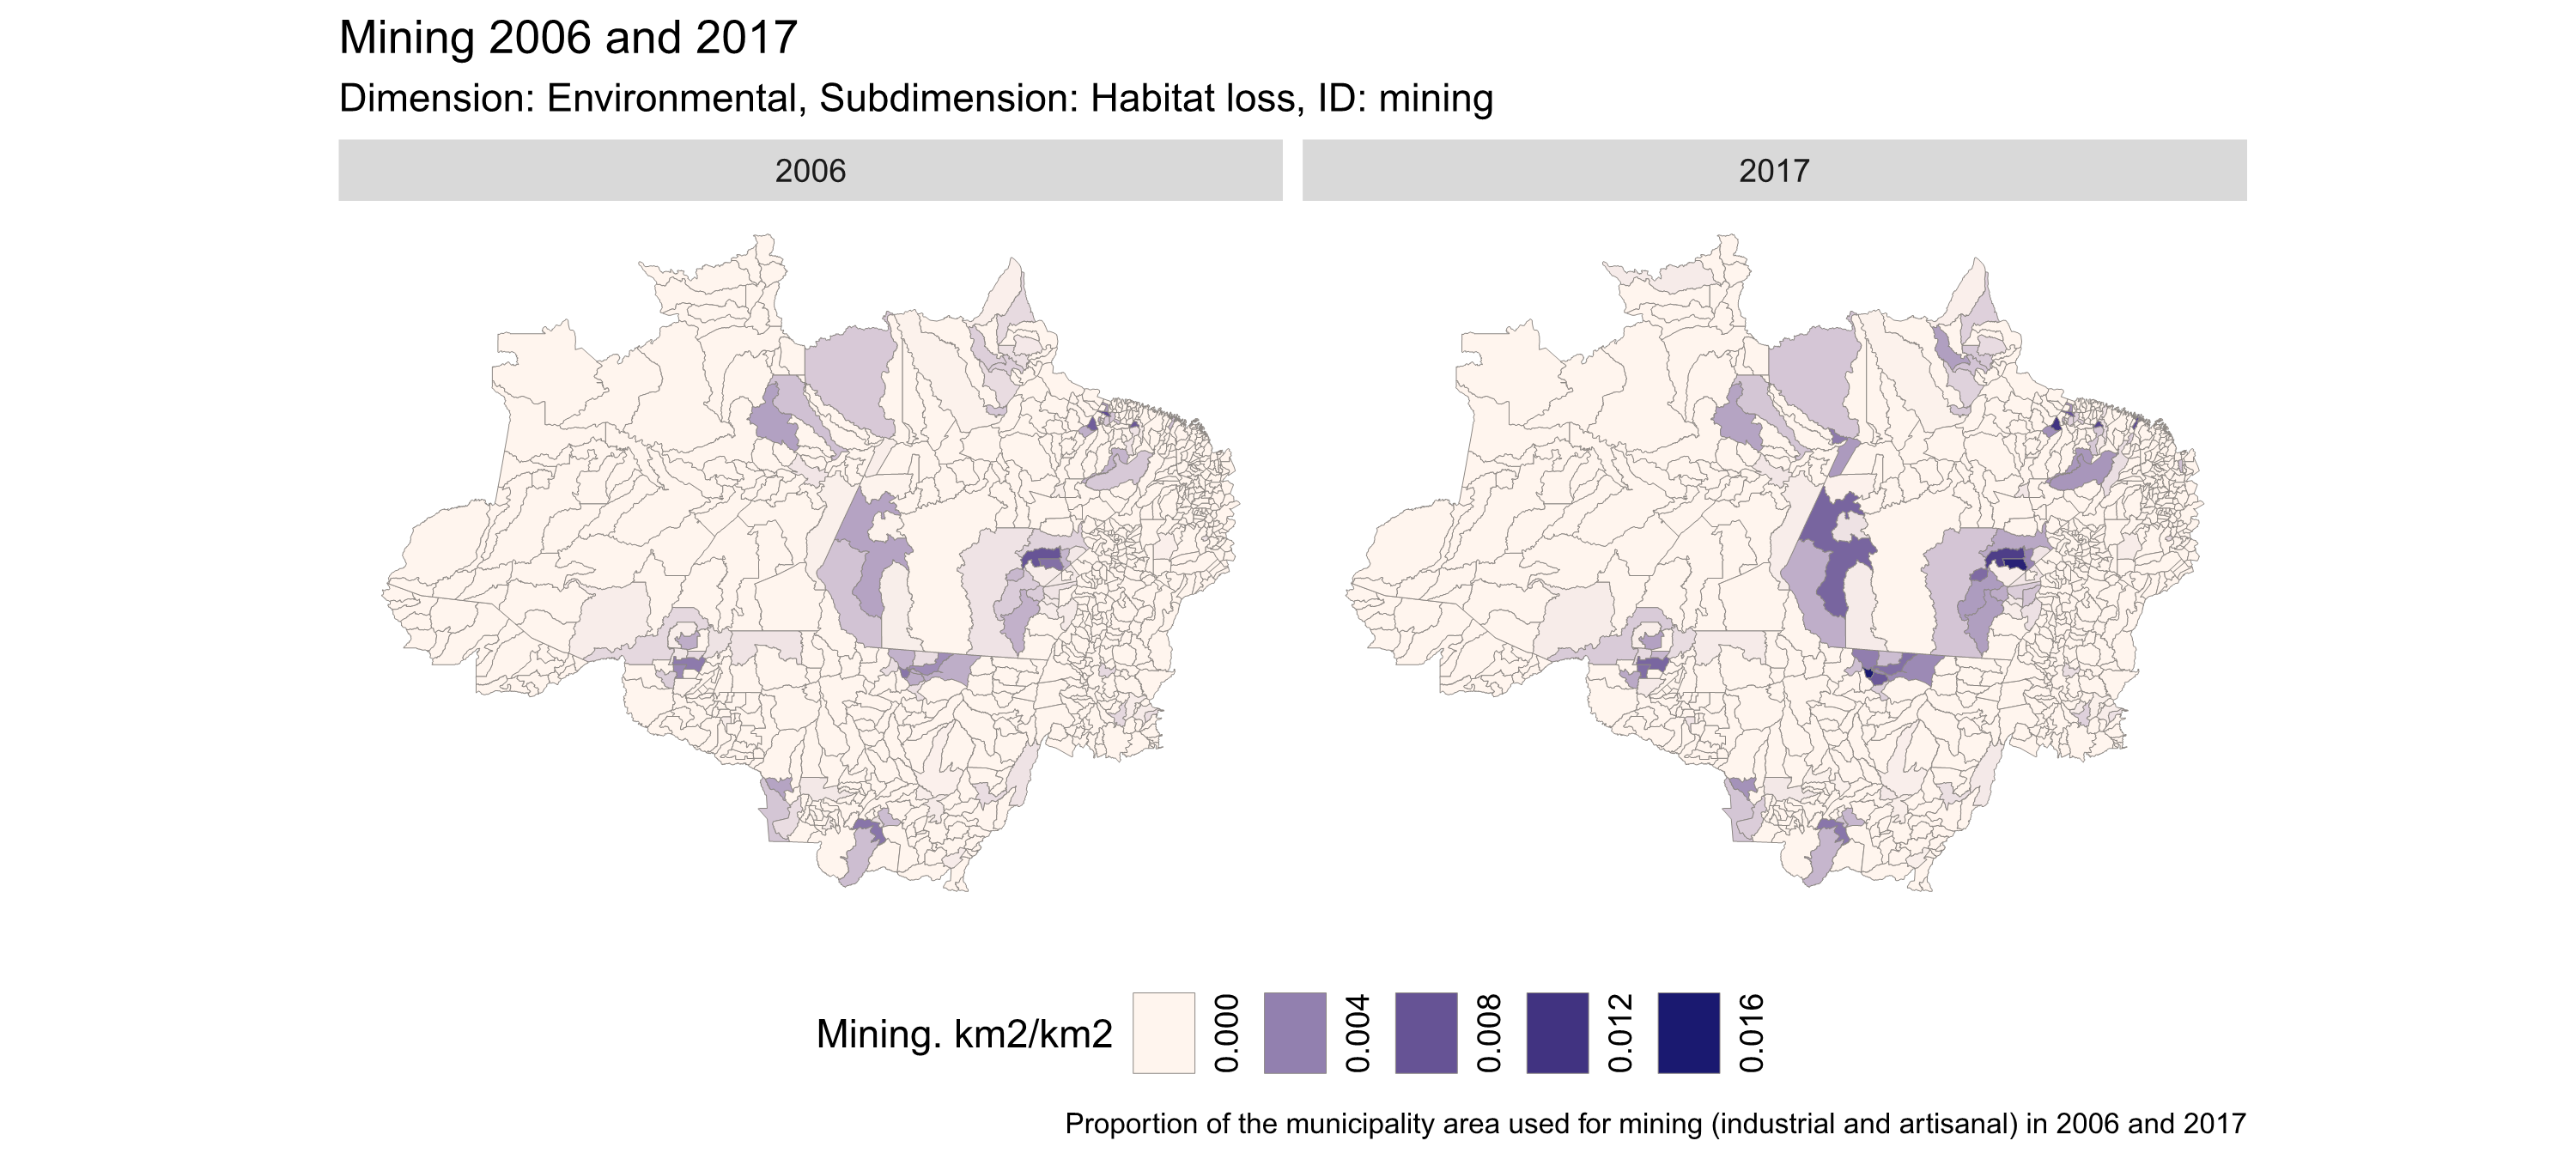 Mining 2006 and 2017
Dimension: Environmental, Subdimension: Habitat loss, ID: mining
2006
2017
Mining. km2/km2
0.000
0.004
0.008
0.012
0.016
Proportion of the municipality area used for mining (industrial and artisanal) in 2006 and 2017